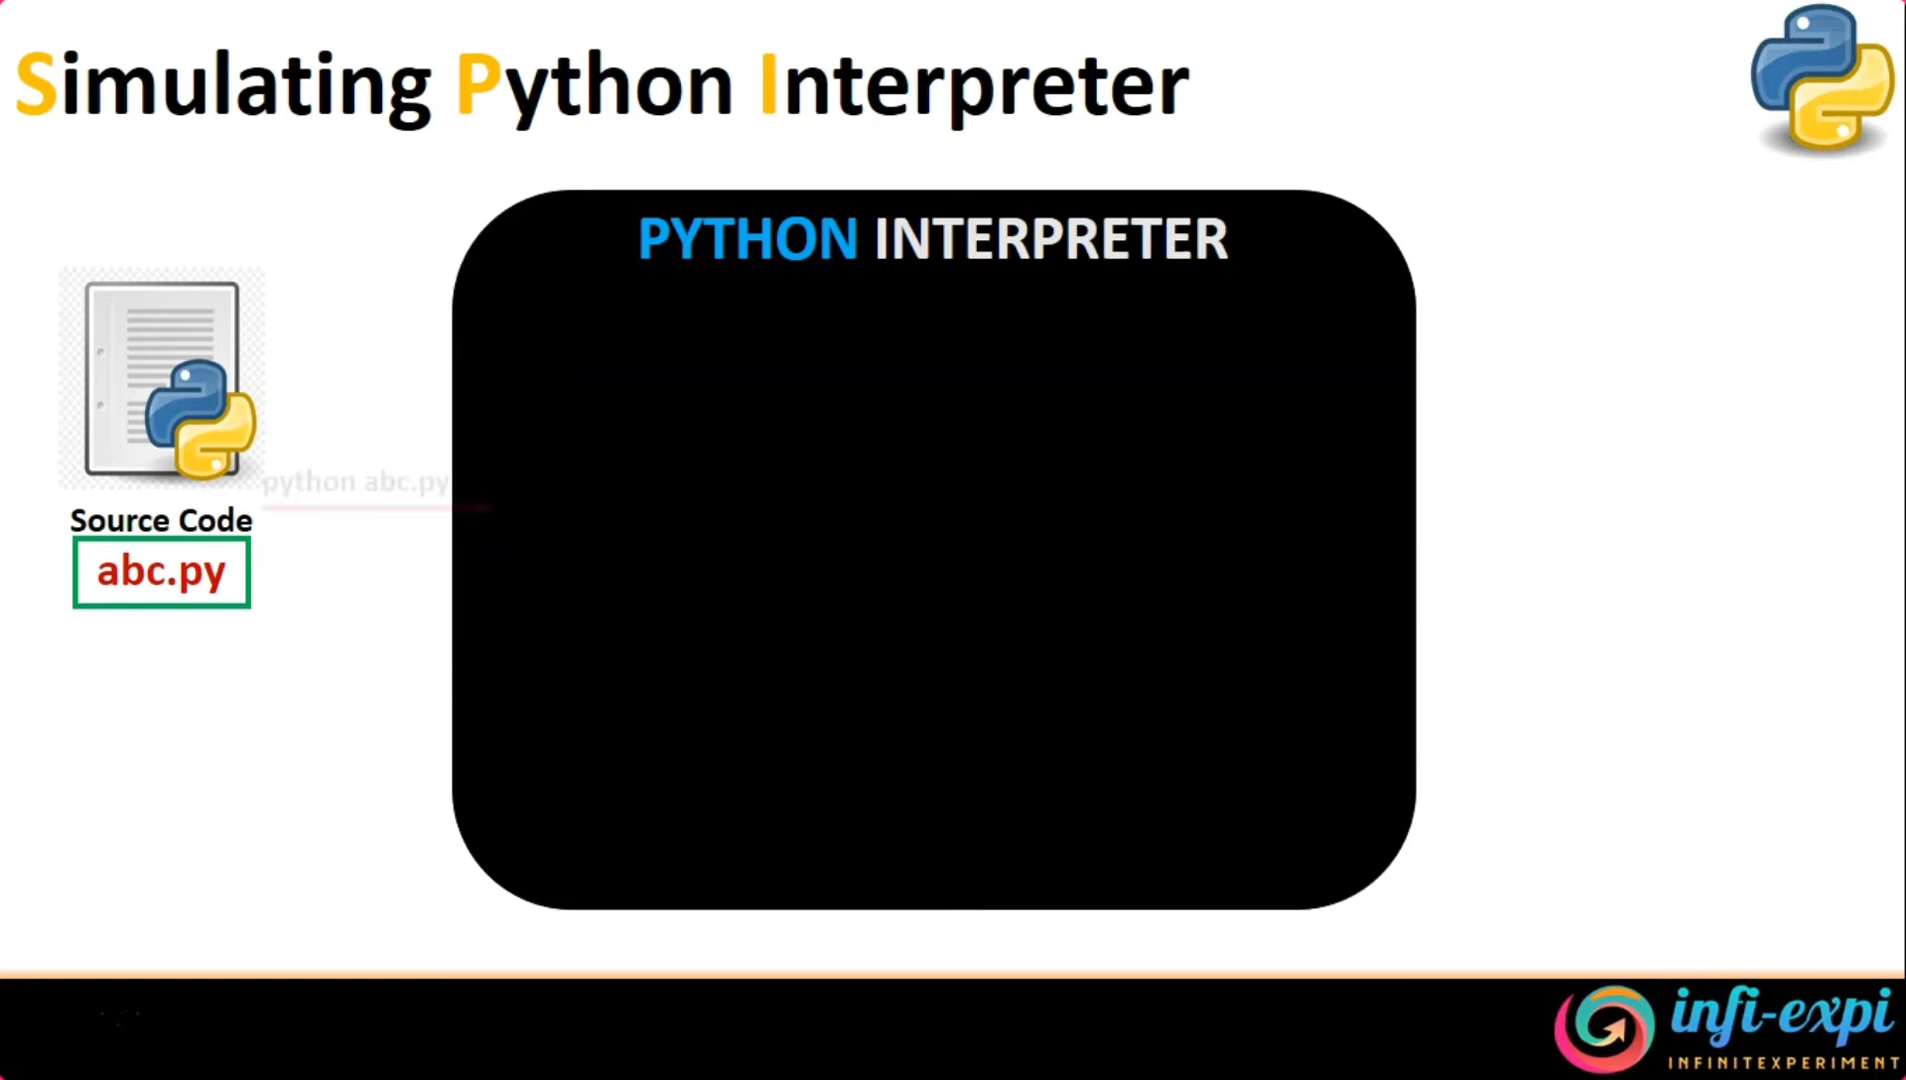 Simulating Python Interpreter
PYTHON INTERPRETER
python abc.py
Source Code
abc.py
infi-expi
INFINITEXPERIMENT